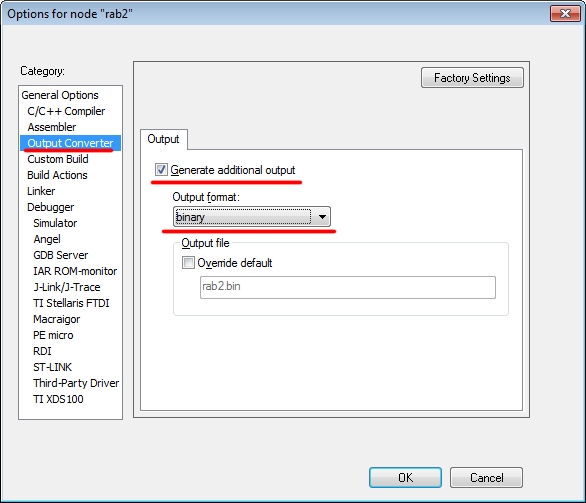 Options for node "rab2"
Category:
Factory Settings
General Options
C/C++ Compiler
Assembler
Output Converter
Custom Build
Build Actions
Linker
Debugger
Simulator
Angel
GDB Server
IAR ROM-monitor
J-Link/J-Trace
TI Stellaris FTDI
Macraigor
PE micro
RDI
ST-LINK
Third-Party Driver
TI XDS100
Output
Generate additional output
Output format:
binary
Output file
Override default
rab2.bin
OK
Cancel